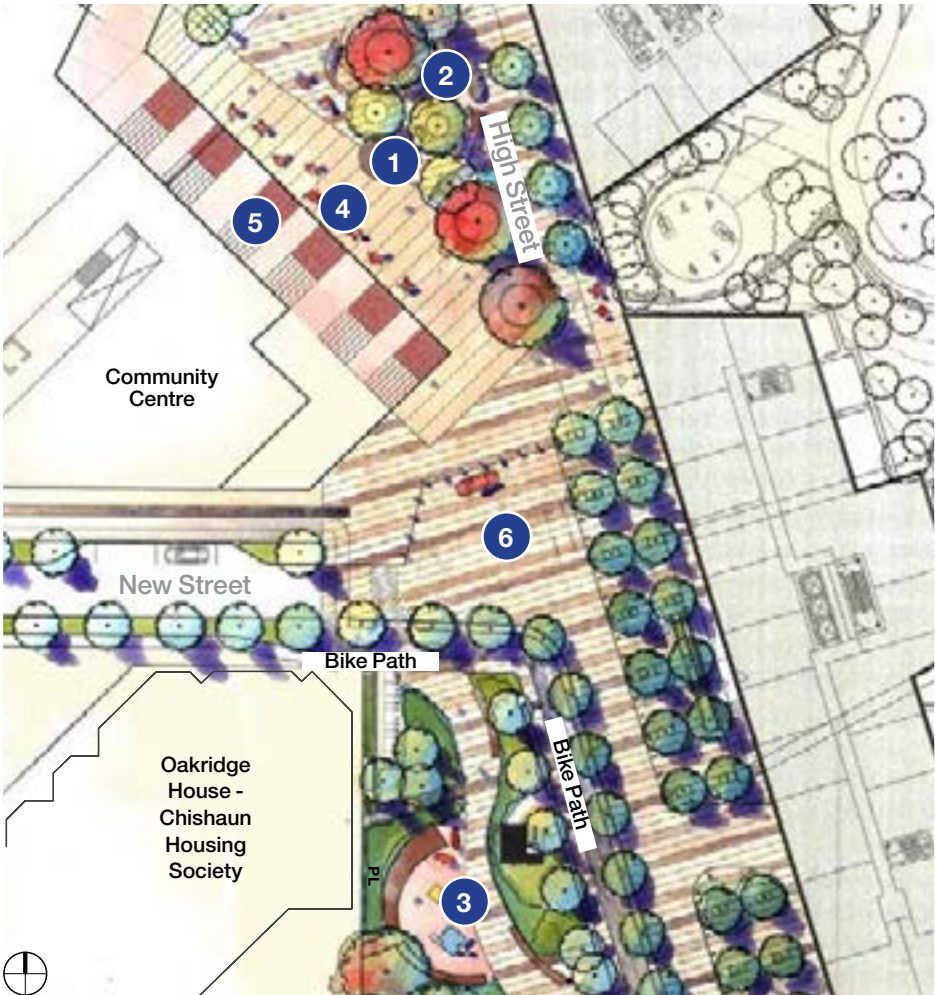 2
High Street
1
4
5
Community
Centre
6
New Street
Bike Path
Oakridge
House -
Chishaun
Housing
Society
Bike Path
PL
3